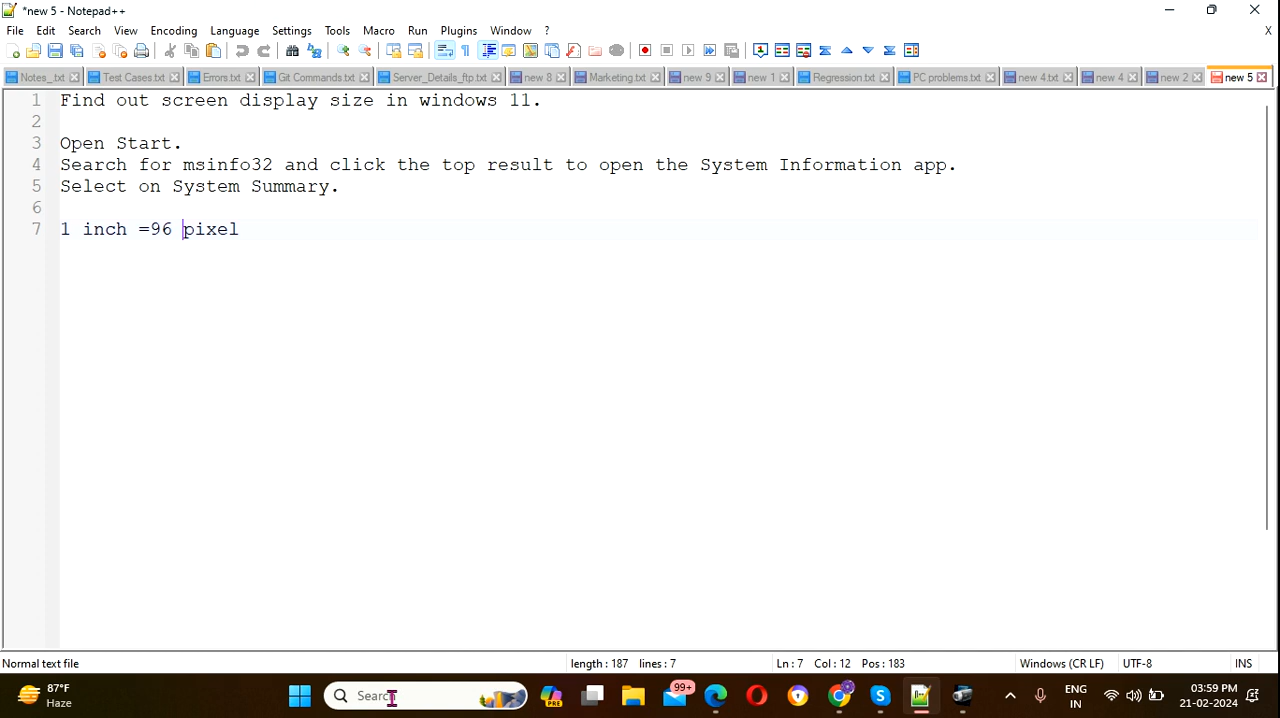 *new 5 - Notepad++
File Edit Search View Encoding Language Settings Tools Macro Run Plugins Window ? X
Notes_.txt Test Cases.txt Errors.txt Git Commands.txt Server_Details_ftp.txt new 8 Marketing.txt new 9 new 1 Regression.txt PC problems.txt new 4.txt new 4 new 2 new 5
1 Find out screen display size in windows 11.
2
3 Open Start.
4 Search for msinfo32 and click the top result to open the System Information app.
5 Select on System Summary.
6
7 1 inch =96 pixel
Normal text file length : 187 lines : 7 Ln : 7 Col : 12 Pos : 183 Windows (CR LF) UTF-8 INS
87°F
Haze
Search
PRE
99+
ENG
IN
03:59 PM
21-02-2024